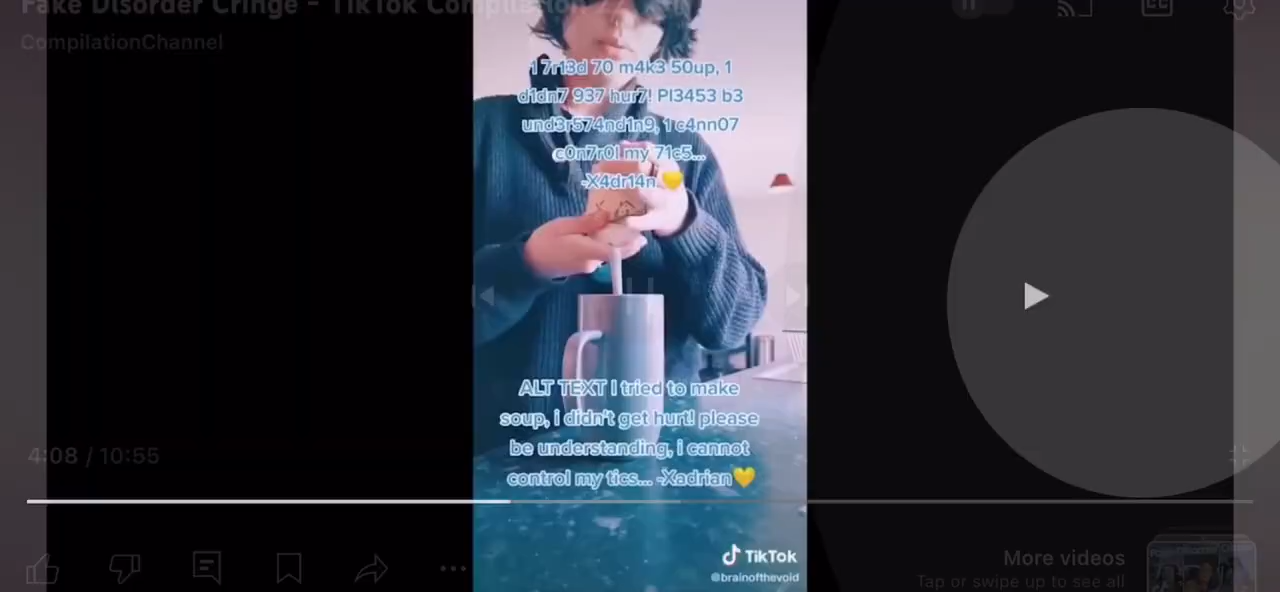 Fake Disorder Cringe - TikTok Compilation
CompilationChannel
1 7r13d 70 m4k3 50up, 1
d1dn7 937 hur7! Pl3453 b3
und3r574nd1n9, 1 c4nn07
c0n7r0l my 71c5...
-X4dr14n 💛
ALT TEXT I tried to make
soup, i didn't get hurt! please
be understanding, i cannot
control my tics... -Xadrian💛
4:08 / 10:55
TikTok
@brainofthevoid
More videos
Tap or swipe up to see all